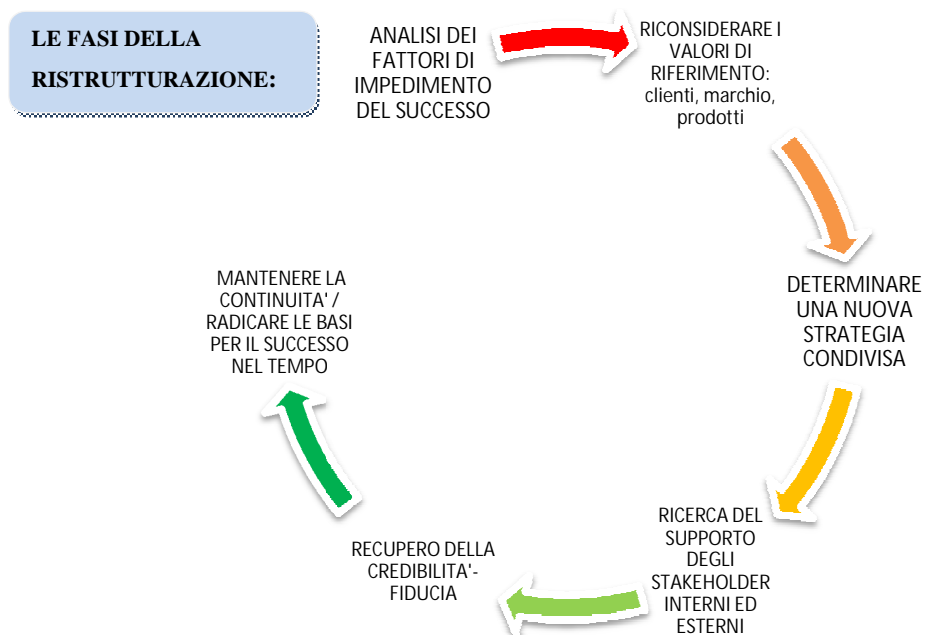 LE FASI DELLA
RISTRUTTURAZIONE:
ANALISI DEI
FATTORI DI
IMPEDIMENTO
DEL SUCCESSO
RICONSIDERARE I
VALORI DI
RIFERIMENTO:
clienti, marchio,
prodotti
DETERMINARE
UNA NUOVA
STRATEGIA
CONDIVISA
RICERCA DEL
SUPPORTO
DEGLI
STAKEHOLDER
INTERNI ED
ESTERNI
RECUPERO DELLA
CREDIBILITA'-
FIDUCIA
MANTENERE LA
CONTINUITA' /
RADICARE LE BASI
PER IL SUCCESSO
NEL TEMPO